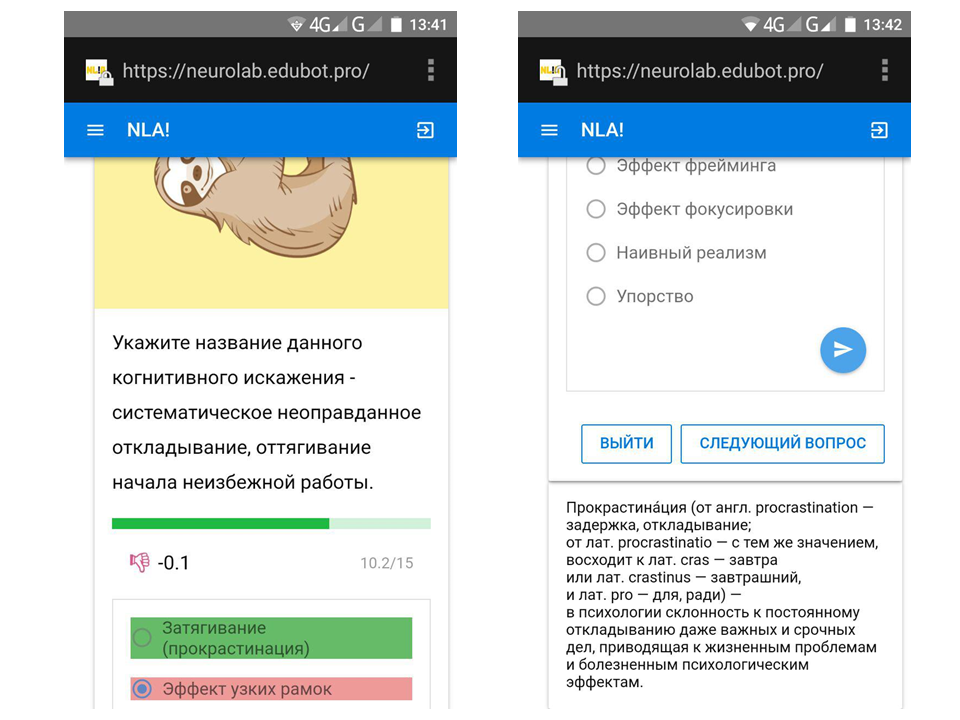 4G G 13:41
https://neurolab.edubot.pro/
NLA!
Укажите название данного
когнитивного искажения -
систематическое неоправданное
откладывание, оттягивание
начала неизбежной работы.
-0.1 10.2/15
Затягивание
(прокрастинация)
Эффект узких рамок
4G G 13:42
https://neurolab.edubot.pro/
NLA!
Эффект фрейминга
Эффект фокусировки
Наивный реализм
Упорство
ВЫЙТИ СЛЕДУЮЩИЙ ВОПРОС
Прокрастина́ция (от англ. procrastination —
задержка, откладывание;
от лат. procrastinatio — с тем же значением,
восходит к лат. cras — завтра
или лат. crastinus — завтрашний,
и лат. pro — для, ради) —
в психологии склонность к постоянному
откладыванию даже важных и срочных
дел, приводящая к жизненным проблемам
и болезненным психологическим
эффектам.